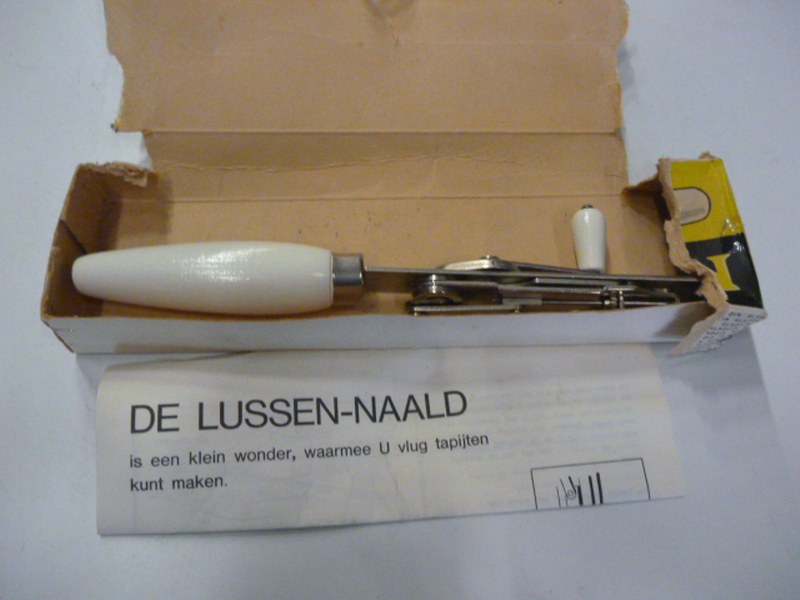 DE LUSSEN-NAALD
is een klein wonder, waarmee U vlug tapijten
kunt maken.